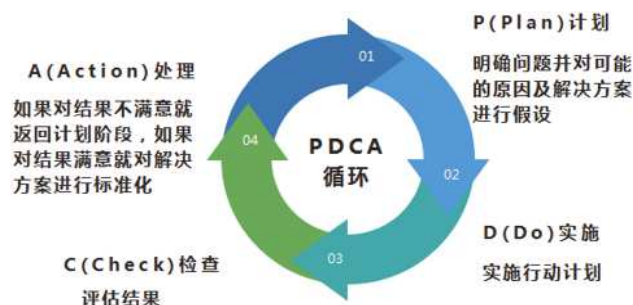 P(Plan)计划
明确问题并对可能
的原因及解决方案
进行假设
01
02
D(Do)实施
实施行动计划
03
C(Check)检查
评估结果
04
A(Action)处理
如果对结果不满意就
返回计划阶段，如果
对结果满意就对解决
方案进行标准化
PDCA
循环